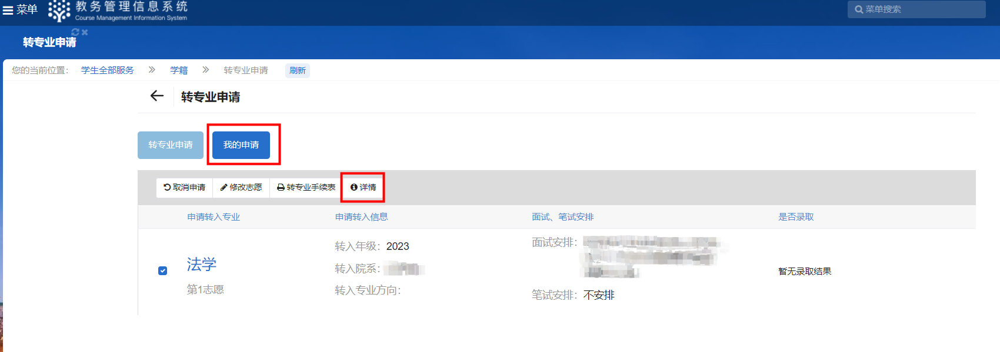 菜单
教务管理信息系统
Course Management Information System
菜单搜索
转专业申请
您的当前位置： 学生全部服务 » 学籍 » 转专业申请 刷新
转专业申请
转专业申请 我的申请
取消申请 修改志愿 转专业手续表 详情
申请转入专业 申请转入信息 面试、笔试安排 是否录取
法学
第1志愿
转入年级：2023
转入院系：
转入专业方向：
面试安排：
笔试安排：不安排
暂无录取结果